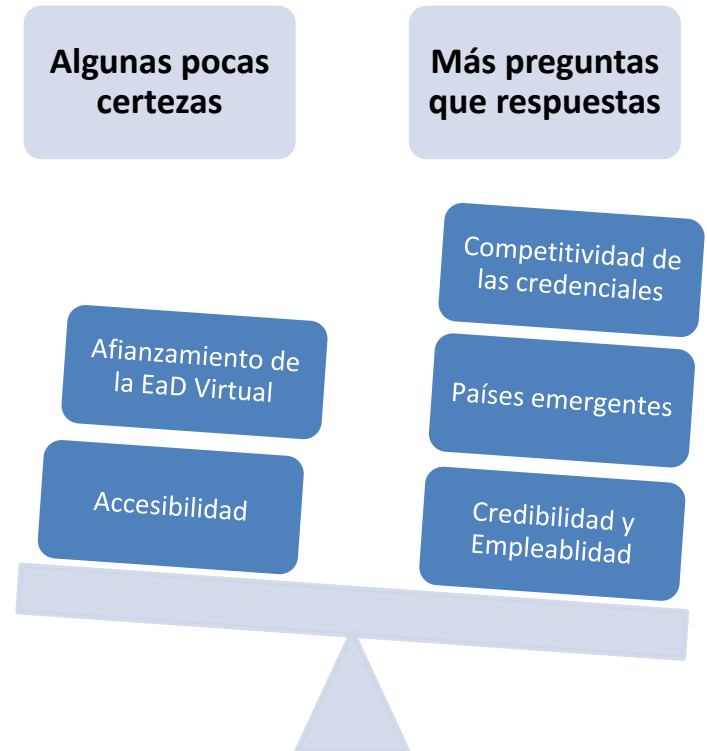 Algunas pocas
certezas
Más preguntas
que respuestas
Afianzamiento de
la EaD Virtual
Accesibilidad
Competitividad de
las credenciales
Países emergentes
Credibilidad y
Empleablidad